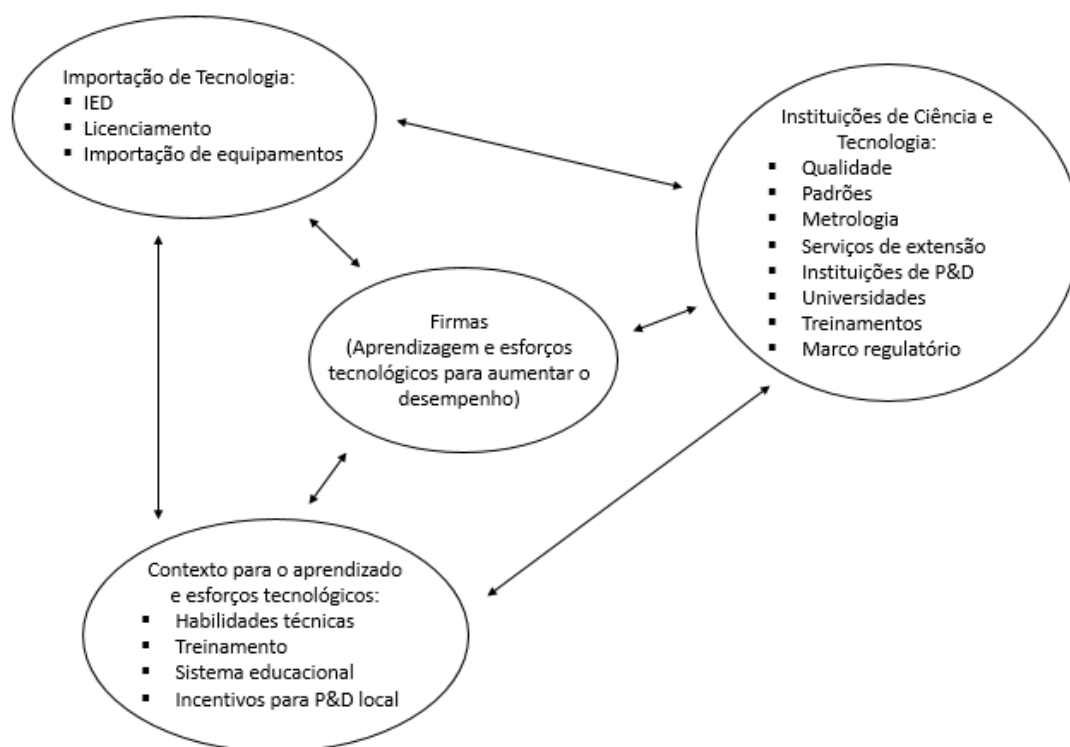 Importação de Tecnologia:
▪ IED
▪ Licenciamento
▪ Importação de equipamentos
Instituições de Ciência e
Tecnologia:
▪ Qualidade
▪ Padrões
▪ Metrologia
▪ Serviços de extensão
▪ Instituições de P&D
▪ Universidades
▪ Treinamentos
▪ Marco regulatório
Firmas
(Aprendizagem e esforços
tecnológicos para aumentar o
desempenho)
Contexto para o aprendizado
e esforços tecnológicos:
▪ Habilidades técnicas
▪ Treinamento
▪ Sistema educacional
▪ Incentivos para P&D local